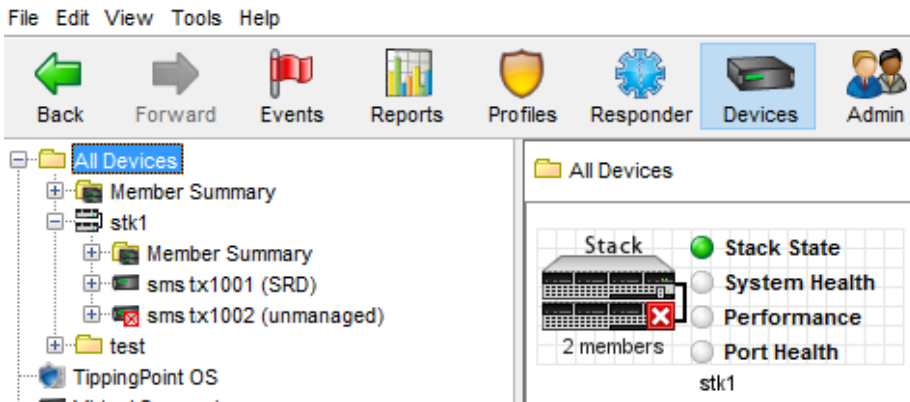 File Edit View Tools Help
Back Forward Events Reports Profiles Responder Devices Admin
All Devices
Member Summary
stk1
Member Summary
sms tx1001 (SRD)
sms tx1002 (unmanaged)
test
TippingPoint OS
All Devices
Stack
2 members
Stack State
System Health
Performance
Port Health
stk1